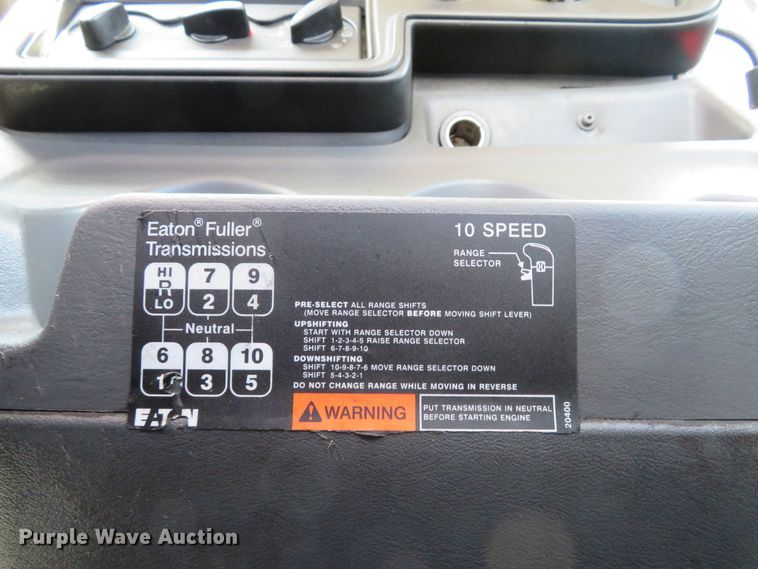 Eaton® Fuller®
Transmissions
10 SPEED
RANGE
SELECTOR
HI 7 9
R
LO 2 4
Neutral
6 8 10
1 3 5
PRE-SELECT ALL RANGE SHIFTS
(MOVE RANGE SELECTOR BEFORE MOVING SHIFT LEVER)
UPSHIFTING
START WITH RANGE SELECTOR DOWN
SHIFT 1-2-3-4-5 RAISE RANGE SELECTOR
SHIFT 6-7-8-9-10
DOWNSHIFTING
SHIFT 10-9-8-7-6 MOVE RANGE SELECTOR DOWN
SHIFT 5-4-3-2-1
DO NOT CHANGE RANGE WHILE MOVING IN REVERSE
EATON
WARNING
PUT TRANSMISSION IN NEUTRAL
BEFORE STARTING ENGINE
20400
Purple Wave Auction